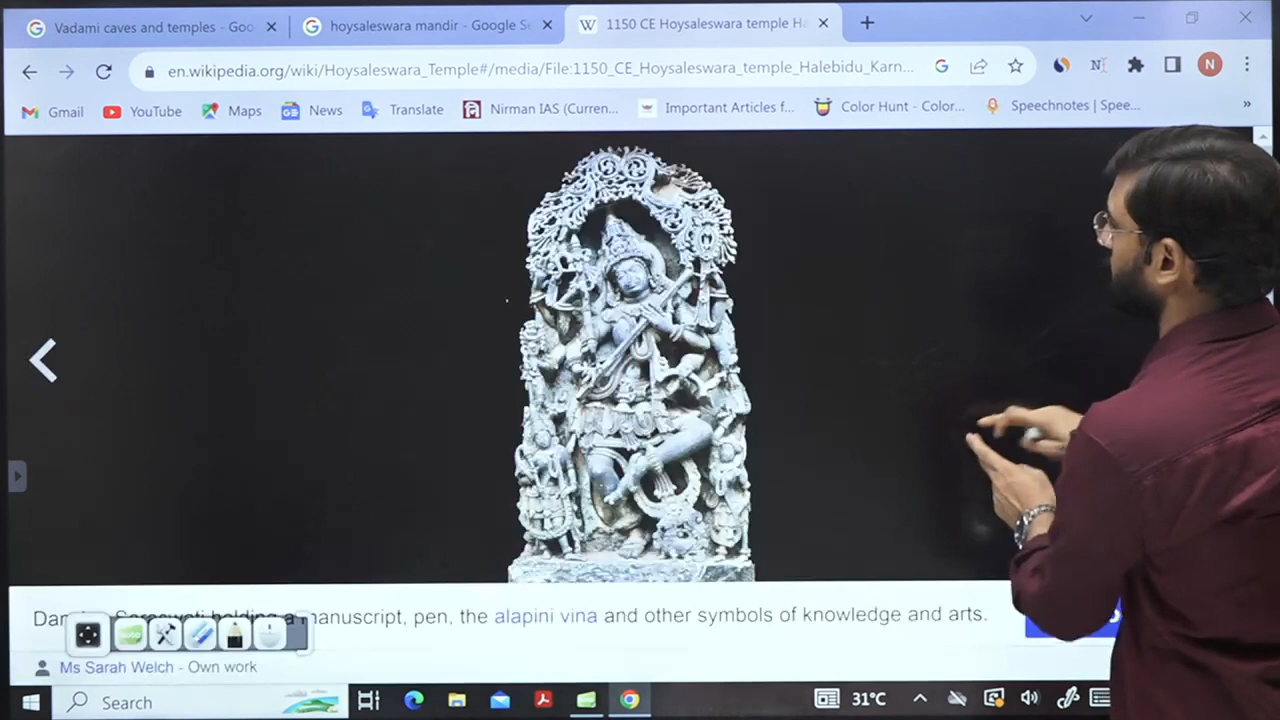 Vadami caves and temples - Goo
hoysaleswara mandir - Google Se
W 1150 CE Hoysaleswara temple Ha
en.wikipedia.org/wiki/Hoysaleswara_Temple#/media/File:1150_CE_Hoysaleswara_temple_Halebidu_Karn...
N
Gmail
YouTube
Maps
News
Translate
Nirman IAS (Curren...
Important Articles f...
Color Hunt - Color...
Speechnotes | Spee...
»
holding a manuscript, pen, the alapini vina and other symbols of knowledge and arts.
auto
Ms Sarah Welch - Own work
Search
31°C